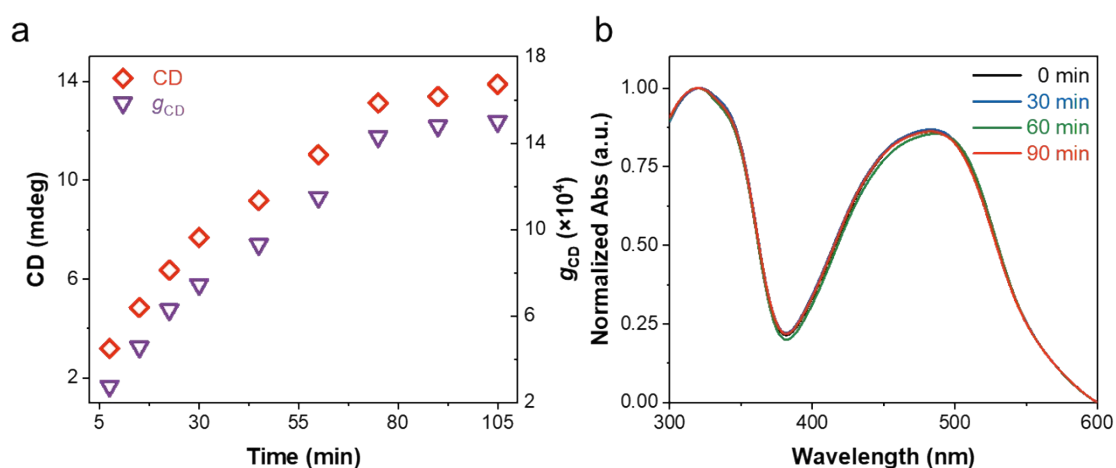 a
CD
g_CD
14
10
6
2
CD (mdeg)
18
14
10
6
2
g_CD (×10⁴)
5
30
55
80
105
Time (min)
b
0 min
30 min
60 min
90 min
1.00
0.75
0.50
0.25
0.00
Normalized Abs (a.u.)
300
400
500
600
Wavelength (nm)